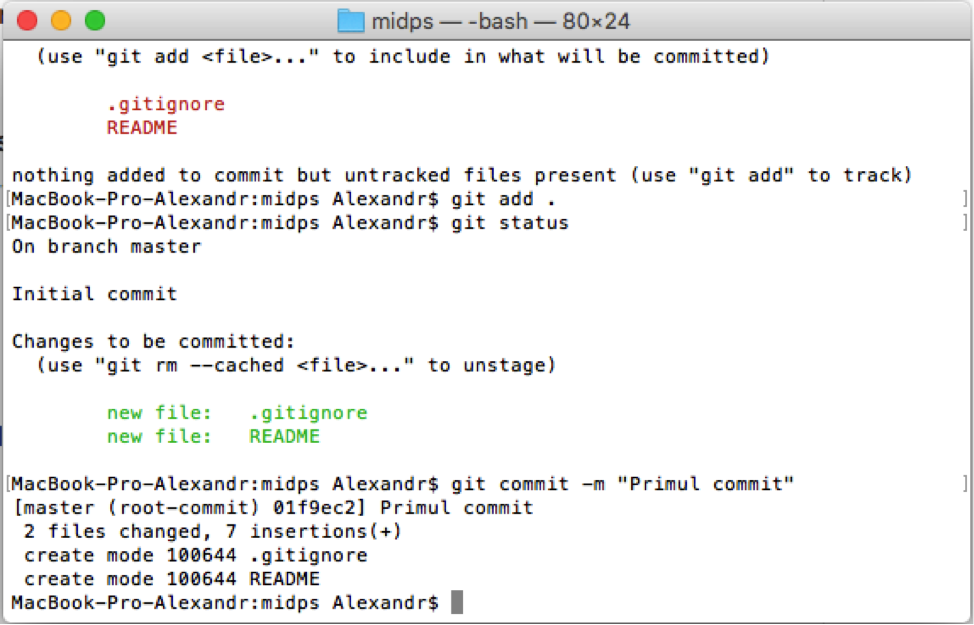 midps — -bash — 80×24
(use "git add <file>..." to include in what will be committed)
.gitignore
README
nothing added to commit but untracked files present (use "git add" to track)
[MacBook-Pro-Alexandr:midps Alexandr$ git add . ]
[MacBook-Pro-Alexandr:midps Alexandr$ git status ]
On branch master
Initial commit
Changes to be committed:
(use "git rm --cached <file>..." to unstage)
new file: .gitignore
new file: README
[MacBook-Pro-Alexandr:midps Alexandr$ git commit -m "Primul commit" ]
[master (root-commit) 01f9ec2] Primul commit
2 files changed, 7 insertions(+)
create mode 100644 .gitignore
create mode 100644 README
MacBook-Pro-Alexandr:midps Alexandr$